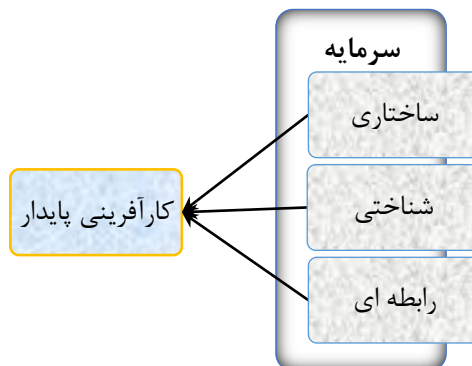 سرمایه
ساختاری
شناختی
رابطه ای
کارآفرینی پایدار